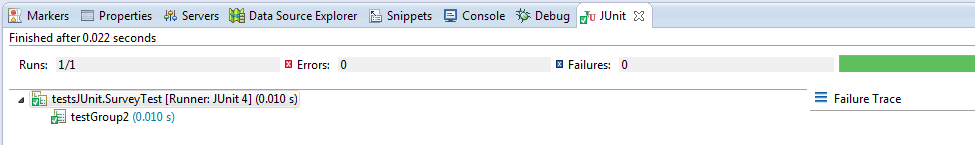 Markers Properties Servers Data Source Explorer Snippets Console Debug JUnit
Finished after 0.022 seconds
Runs: 1/1 Errors: 0 Failures: 0
testsJUnit.SurveyTest [Runner: JUnit 4] (0.010 s) Failure Trace
testGroup2 (0.010 s)